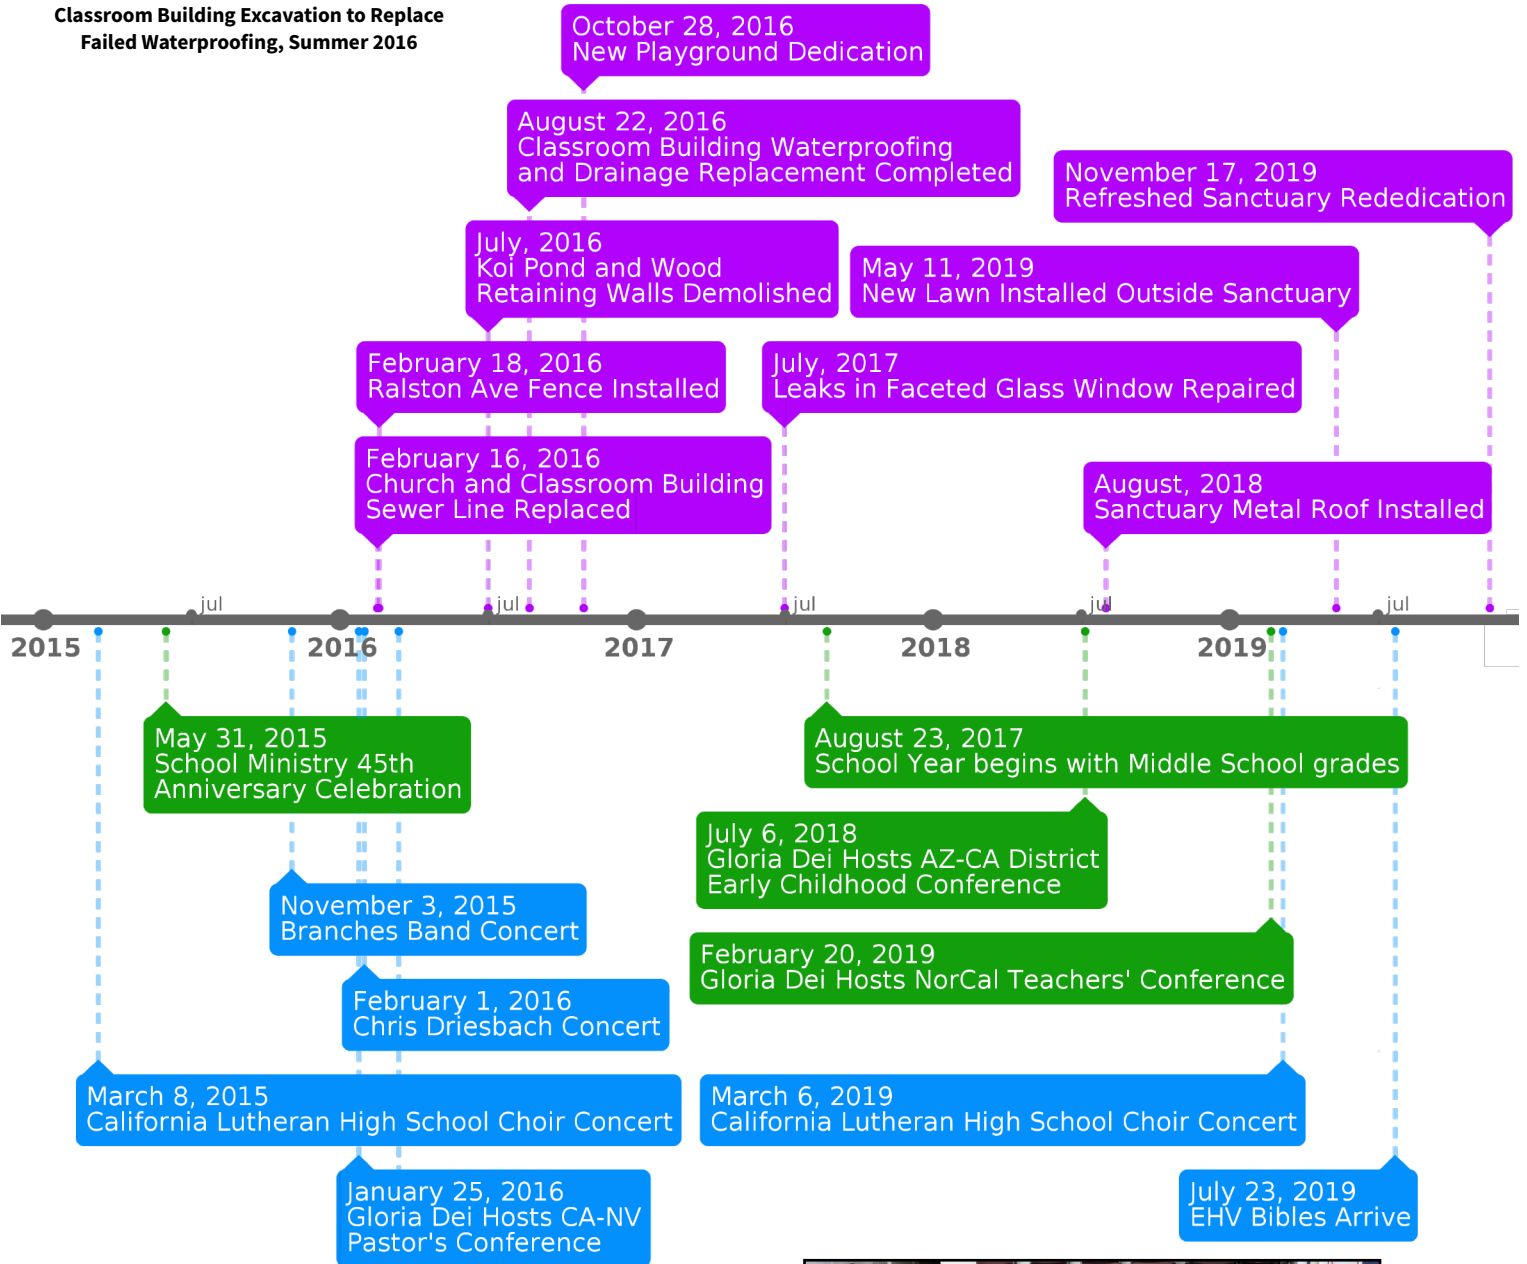 Classroom Building Excavation to Replace
Failed Waterproofing, Summer 2016
October 28, 2016
New Playground Dedication
August 22, 2016
Classroom Building Waterproofing
and Drainage Replacement Completed
November 17, 2019
Refreshed Sanctuary Rededication
July, 2016
Koi Pond and Wood
Retaining Walls Demolished
May 11, 2019
New Lawn Installed Outside Sanctuary
February 18, 2016
Ralston Ave Fence Installed
July, 2017
Leaks in Faceted Glass Window Repaired
February 16, 2016
Church and Classroom Building
Sewer Line Replaced
August, 2018
Sanctuary Metal Roof Installed
jul jul jul jul jul
2015 2016 2017 2018 2019
May 31, 2015
School Ministry 45th
Anniversary Celebration
August 23, 2017
School Year begins with Middle School grades
July 6, 2018
Gloria Dei Hosts AZ-CA District
Early Childhood Conference
November 3, 2015
Branches Band Concert
February 20, 2019
Gloria Dei Hosts NorCal Teachers' Conference
February 1, 2016
Chris Driesbach Concert
March 8, 2015
California Lutheran High School Choir Concert
March 6, 2019
California Lutheran High School Choir Concert
January 25, 2016
Gloria Dei Hosts CA-NV
Pastor's Conference
July 23, 2019
EHV Bibles Arrive